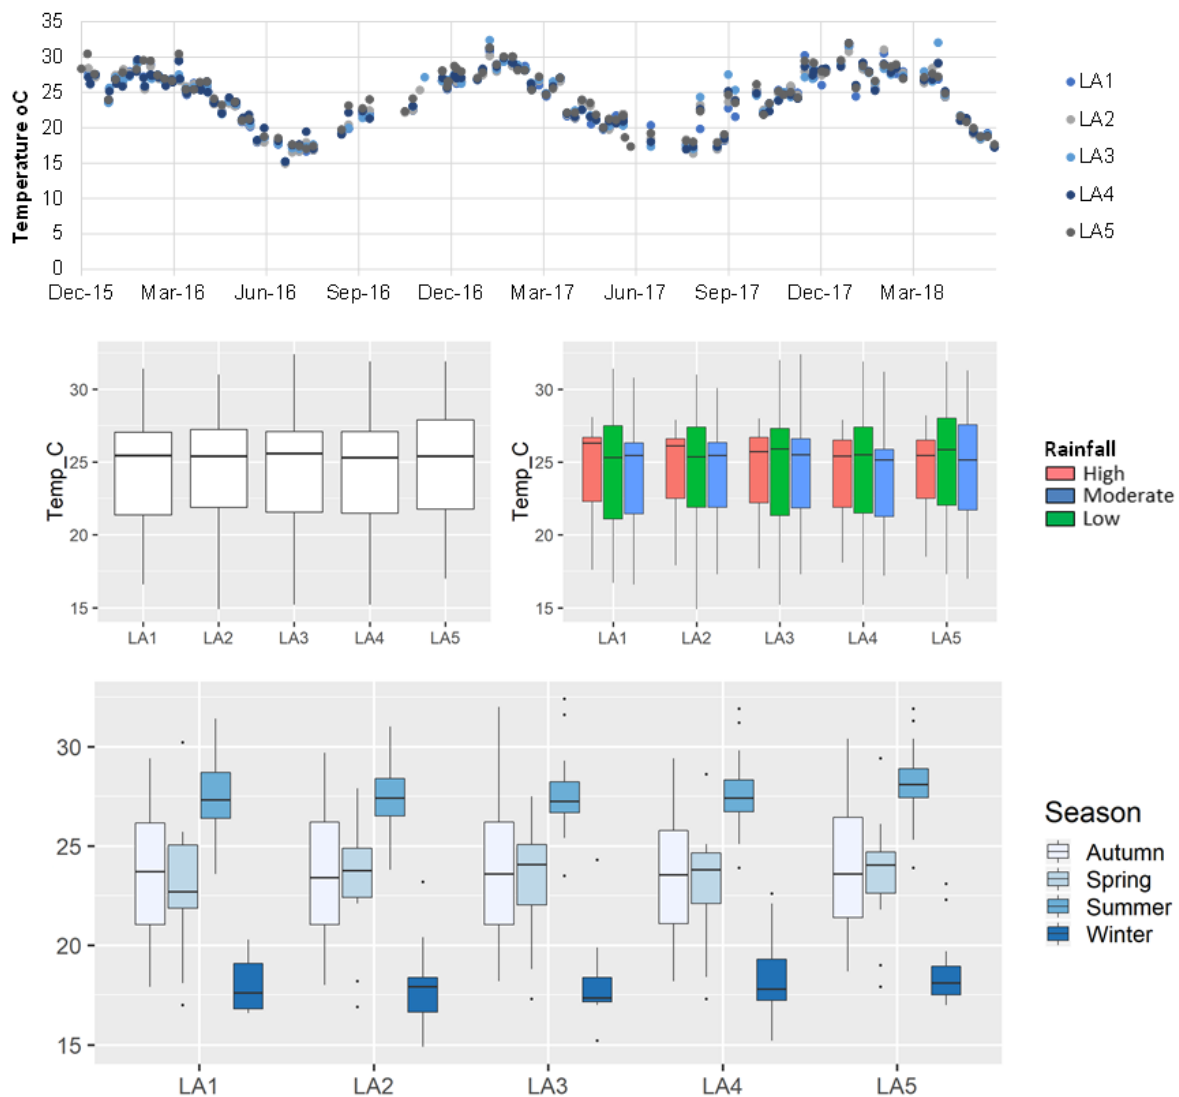 35
30
25
20
15
10
5
0
Temperature oC
Dec-15 Mar-16 Jun-16 Sep-16 Dec-16 Mar-17 Jun-17 Sep-17 Dec-17 Mar-18
LA1
LA2
LA3
LA4
LA5
30
25
20
15
Temp_C
LA1 LA2 LA3 LA4 LA5
30
25
20
15
Temp_C
LA1 LA2 LA3 LA4 LA5
Rainfall
High
Moderate
Low
30
25
20
15
LA1 LA2 LA3 LA4 LA5
Season
Autumn
Spring
Summer
Winter